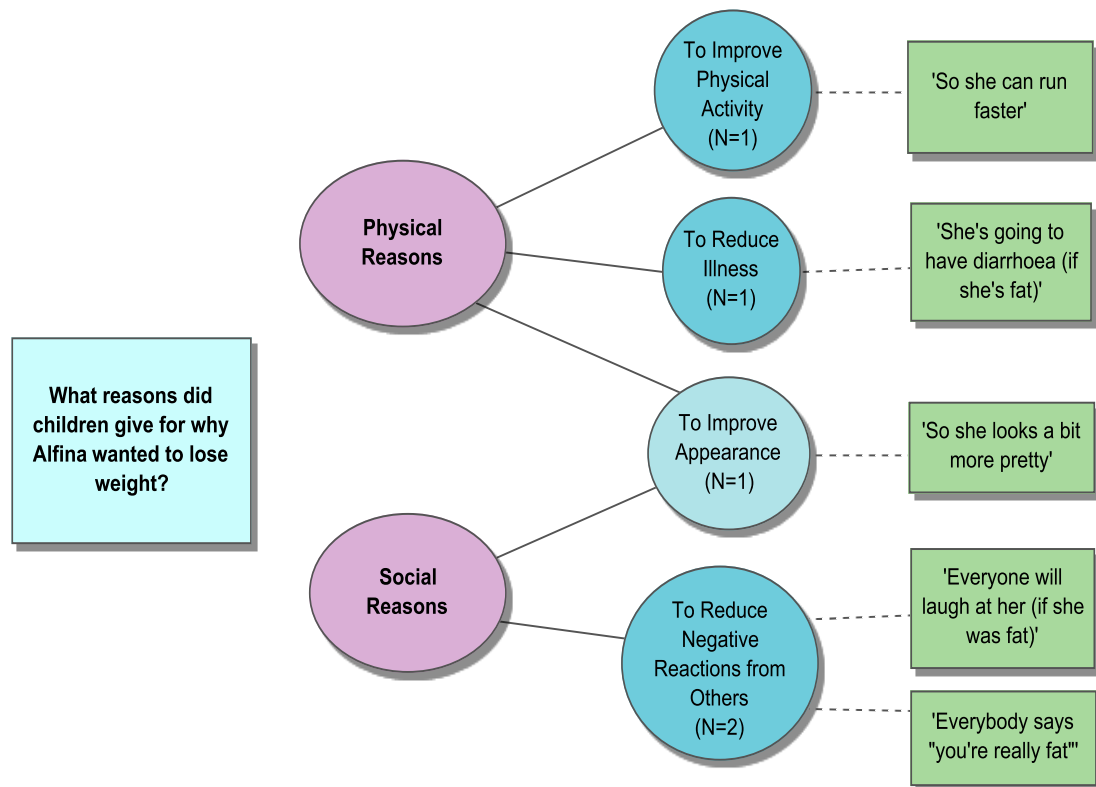 What reasons did
children give for why
Alfina wanted to lose
weight?
Physical
Reasons
Social
Reasons
To Improve
Physical
Activity
(N=1)
To Reduce
Illness
(N=1)
To Improve
Appearance
(N=1)
To Reduce
Negative
Reactions from
Others
(N=2)
'So she can run
faster'
'She's going to
have diarrhoea (if
she's fat)'
'So she looks a bit
more pretty'
'Everyone will
laugh at her (if she
was fat)'
'Everybody says
"you're really fat"'